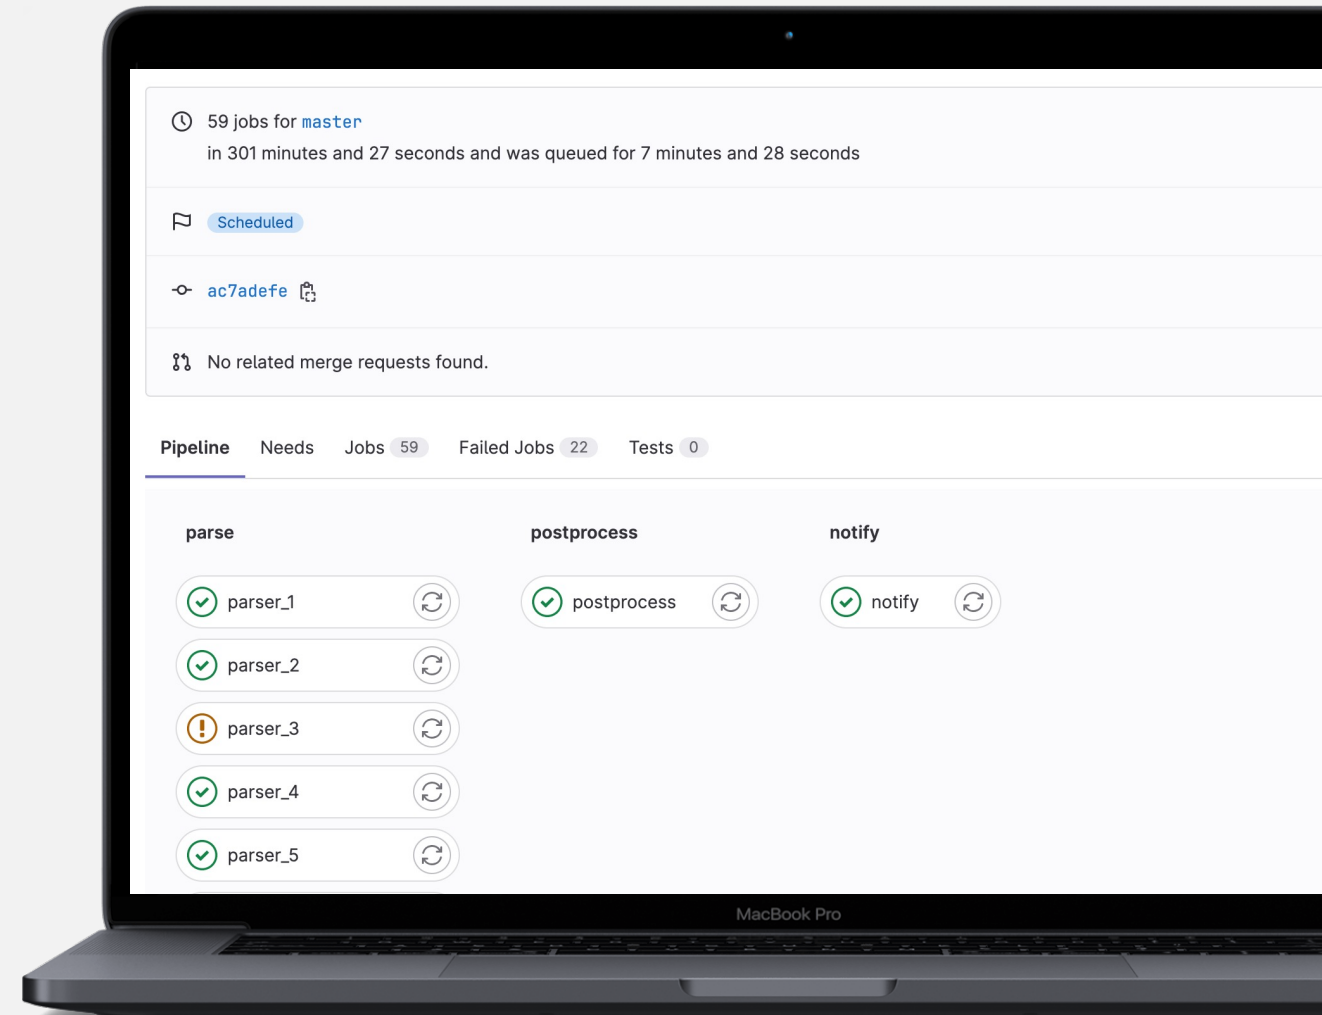 59 jobs for master
in 301 minutes and 27 seconds and was queued for 7 minutes and 28 seconds
Scheduled
ac7adefe
No related merge requests found.
Pipeline Needs Jobs 59 Failed Jobs 22 Tests 0
parse postprocess notify
parser_1 postprocess notify
parser_2
parser_3
parser_4
parser_5
MacBook Pro